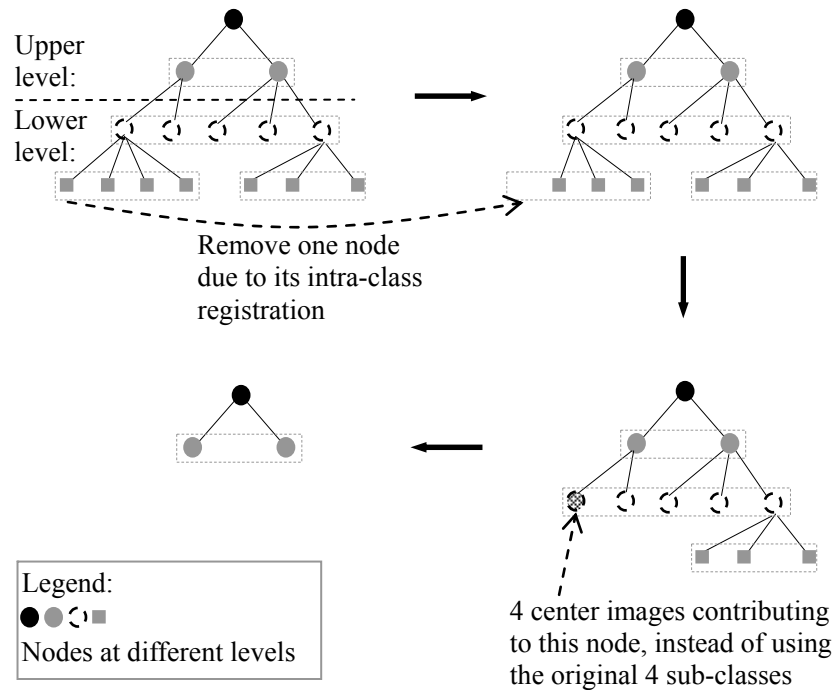 Upper
level:
Lower
level:
Remove one node
due to its intra-class
registration
4 center images contributing
to this node, instead of using
the original 4 sub-classes
Legend:
Nodes at different levels